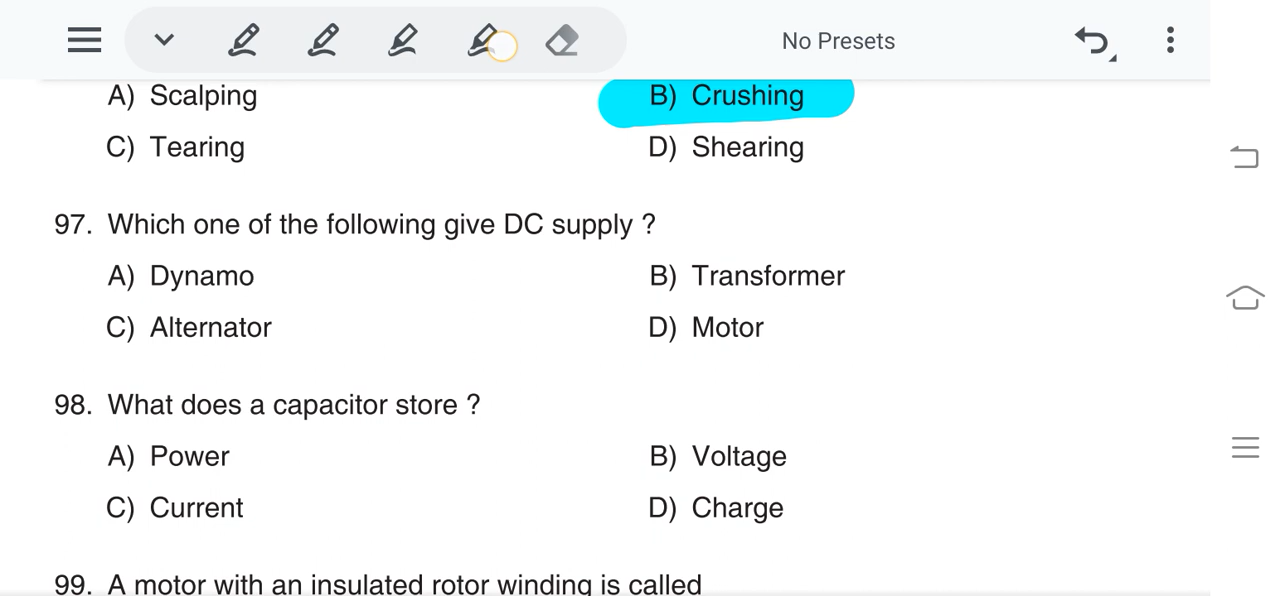 No Presets
A) Scalping B) Crushing
C) Tearing D) Shearing
97. Which one of the following give DC supply ?
A) Dynamo B) Transformer
C) Alternator D) Motor
98. What does a capacitor store ?
A) Power B) Voltage
C) Current D) Charge
99. A motor with an insulated rotor winding is called